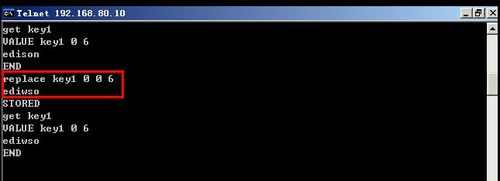 Telnet 192.168.80.10
get key1
VALUE key1 0 6
edison
END
replace key1 0 0 6
ediwso
STORED
get key1
VALUE key1 0 6
ediwso
END